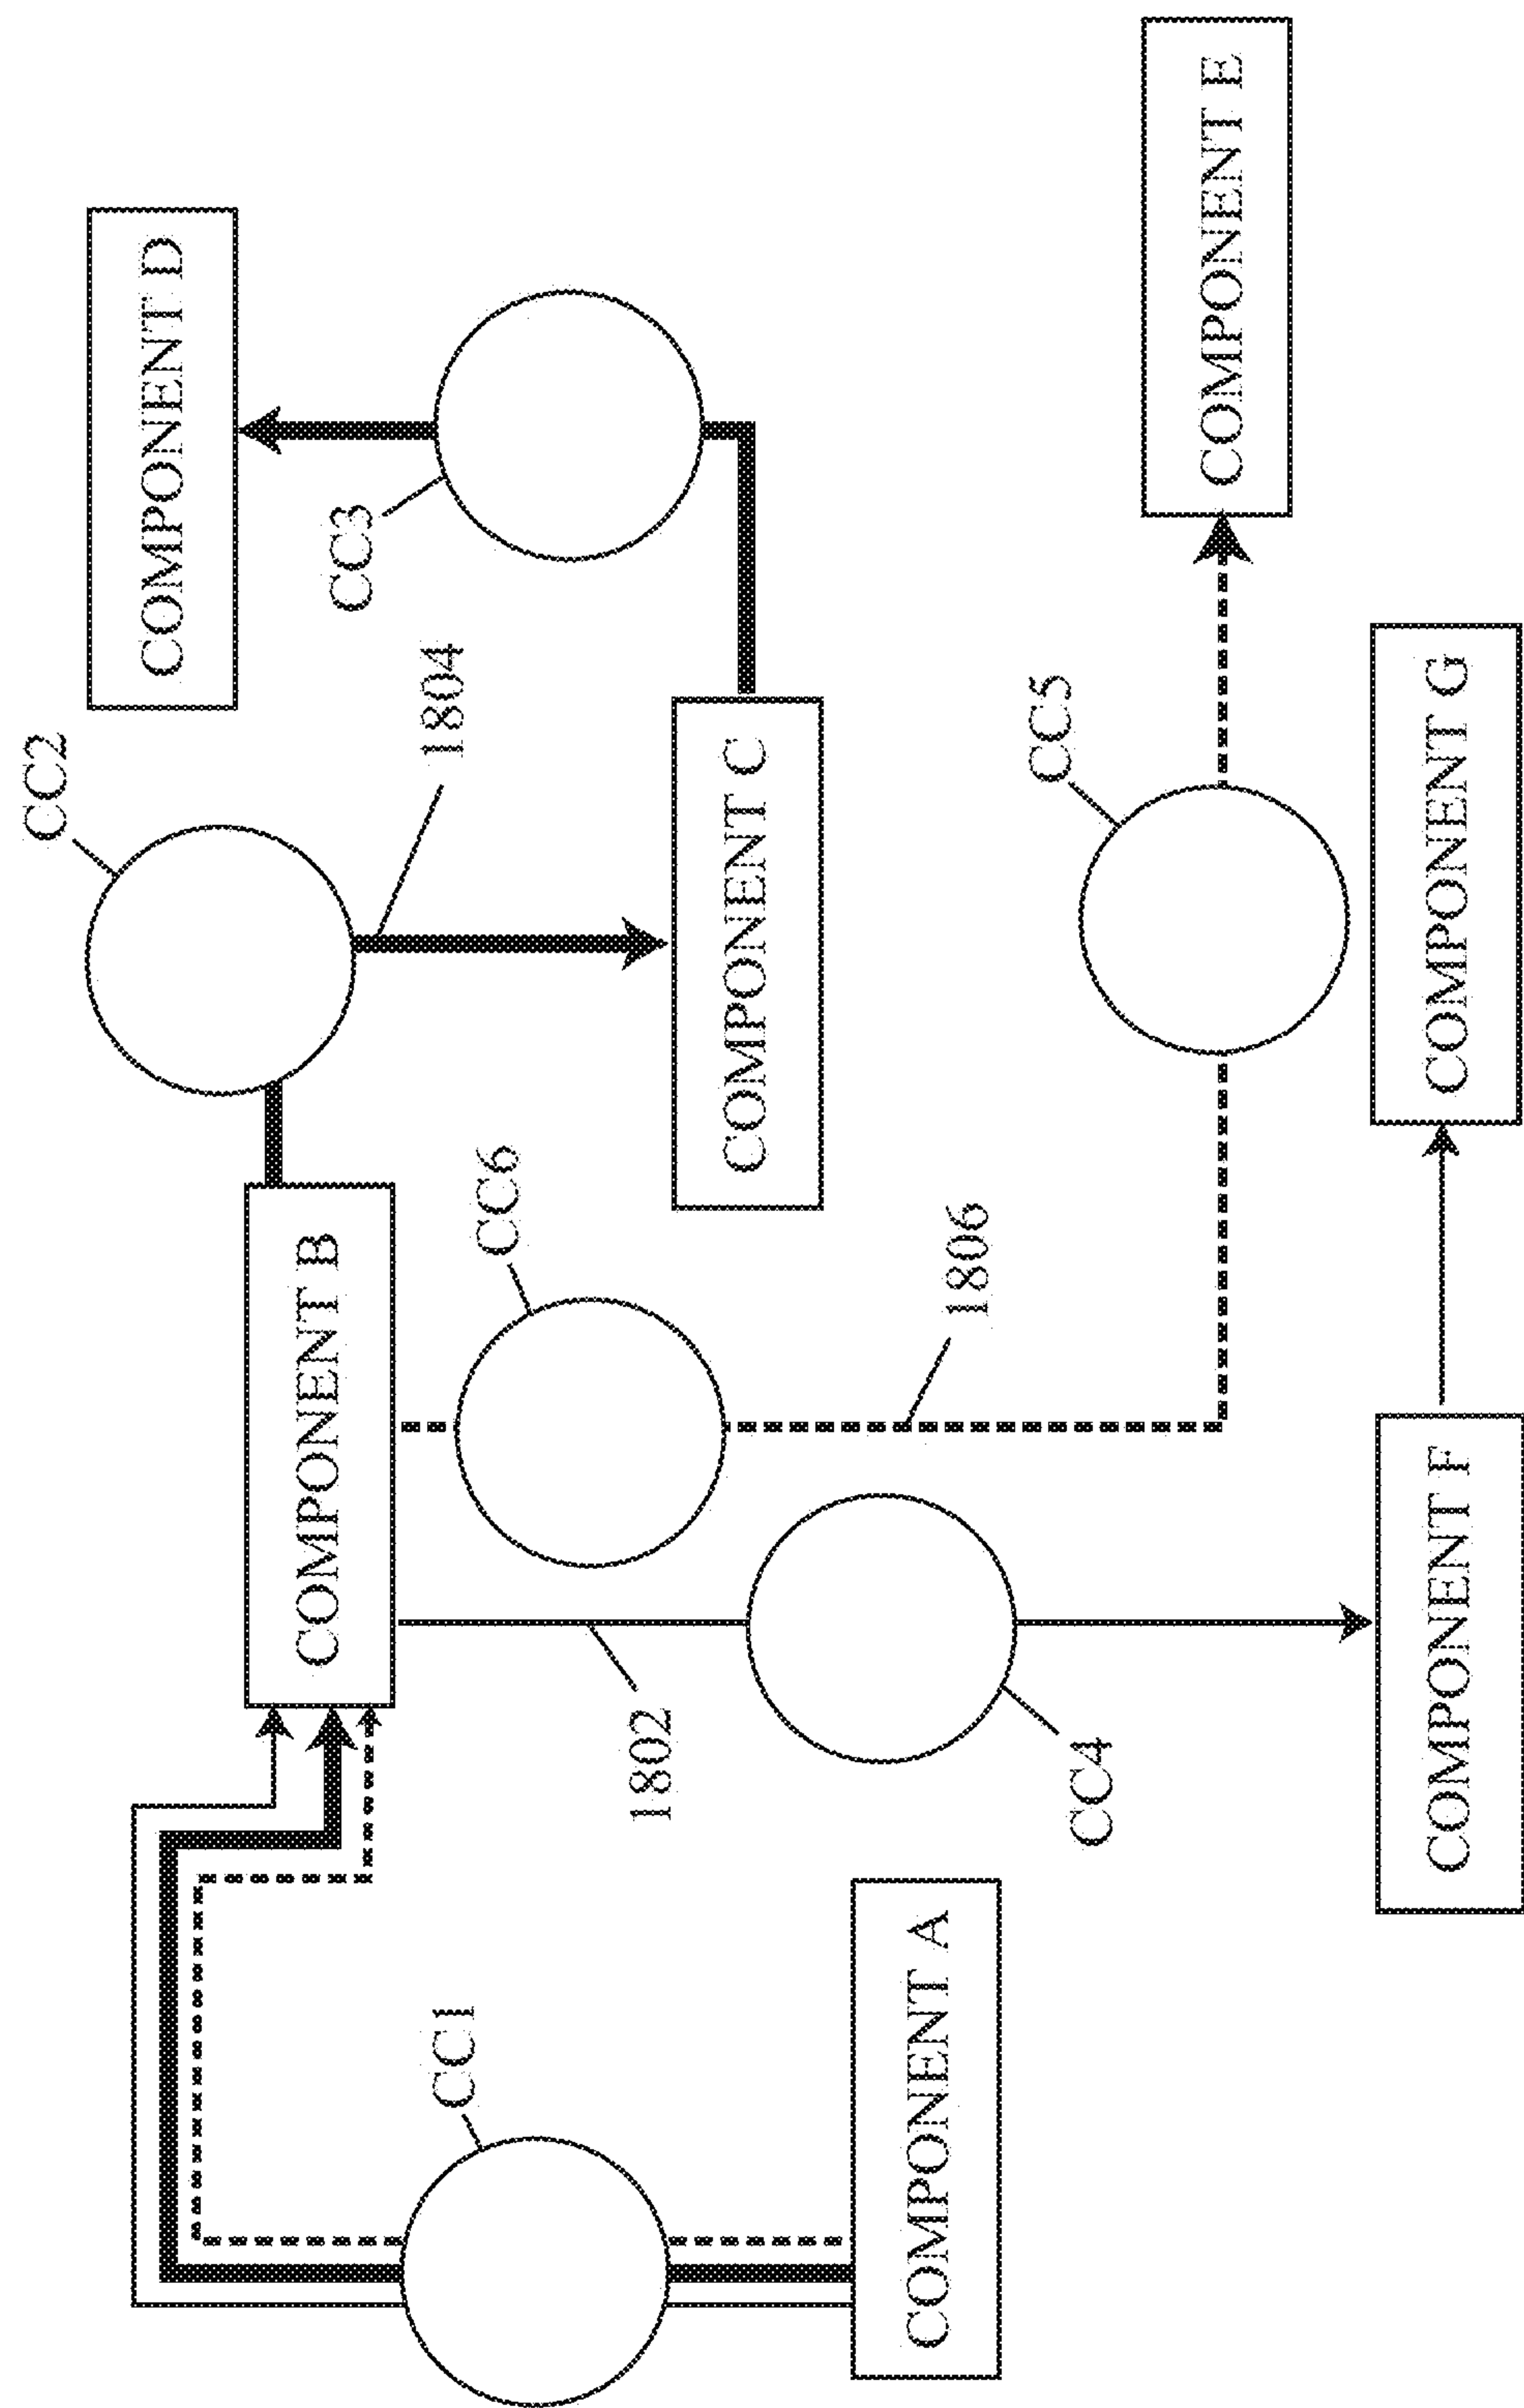 CC2
COMPONENT D
COMPONENT B
CC3
1804
CC6
CC1
1802
COMPONENT C
COMPONENT A
1806
CC5
CC4
COMPONENT E
COMPONENT G
COMPONENT F